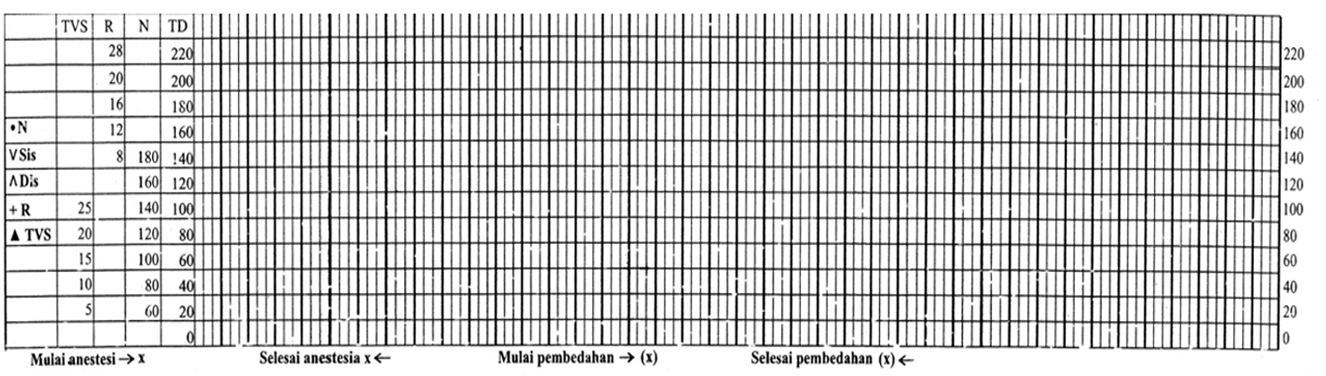 TVS R N TD
28 220 220
20 200 200
16 180 180
•N 12 160 160
V Sis 8 180 140 140
Λ Dis 160 120 120
+ R 25 140 100 100
▲ TVS 20 120 80 80
15 100 60 60
10 80 40 40
5 60 20 20
0 0
Mulai anestesi → x Selesai anestesia x ← Mulai pembedahan → (x) Selesai pembedahan (x) ←